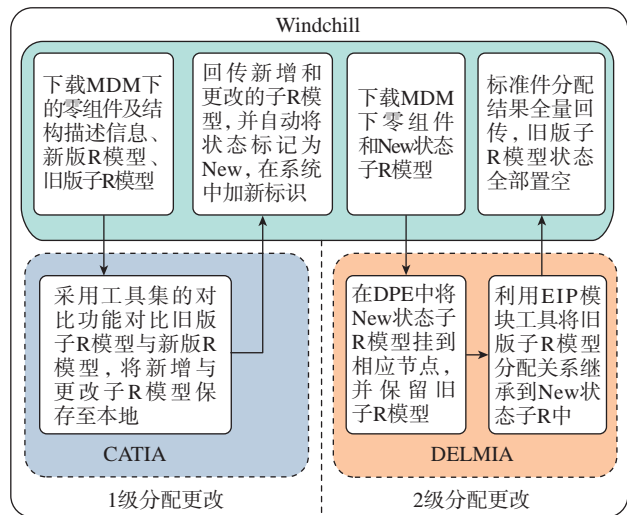 Windchill
下载MDM下
的零组件及结
构描述信息、
新版R模型、
旧版子R模型
回传新增和
更改的子R模
型，并自动将
状态标记为
New，在系统
中加新标识
下载MDM
下零组件
和New状态
子R模型
标准件分配
结果全量回
传，旧版子
R模型状态
全部置空
采用工具集的对
比功能对比旧版
子R模型与新版R
模型，将新增与
更改子R模型保
存至本地
CATIA
在DPE中将
New状态子
R模型挂到
相应节点，
并保留旧
子R模型
利用EIP模
块工具将旧
版子R模型
分配关系继
承到New状
态子R中
DELMIA
1级分配更改
2级分配更改